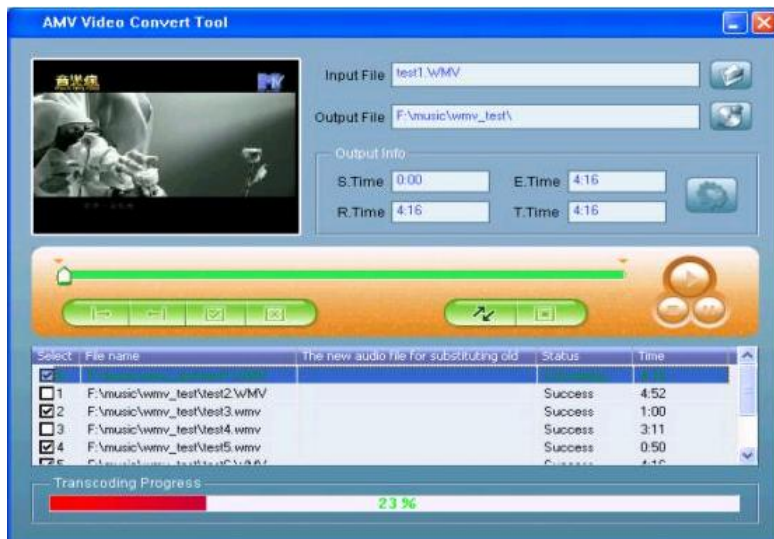 AMV Video Convert Tool
MTV
Input File test1.WMV
Output File F:\music\wmv_test\
Output Info
S.Time 0:00 E.Time 4:16
R.Time 4:16 T.Time 4:16
Select File name The new audio file for substituting old Status Time
1 F:\music\wmv_test\test2.WMV Success 4:52
2 F:\music\wmv_test\test3.wmv Success 1:00
3 F:\music\wmv_test\test4.wmv Success 3:11
4 F:\music\wmv_test\test5.wmv Success 0:50
Transcoding Progress
23 %